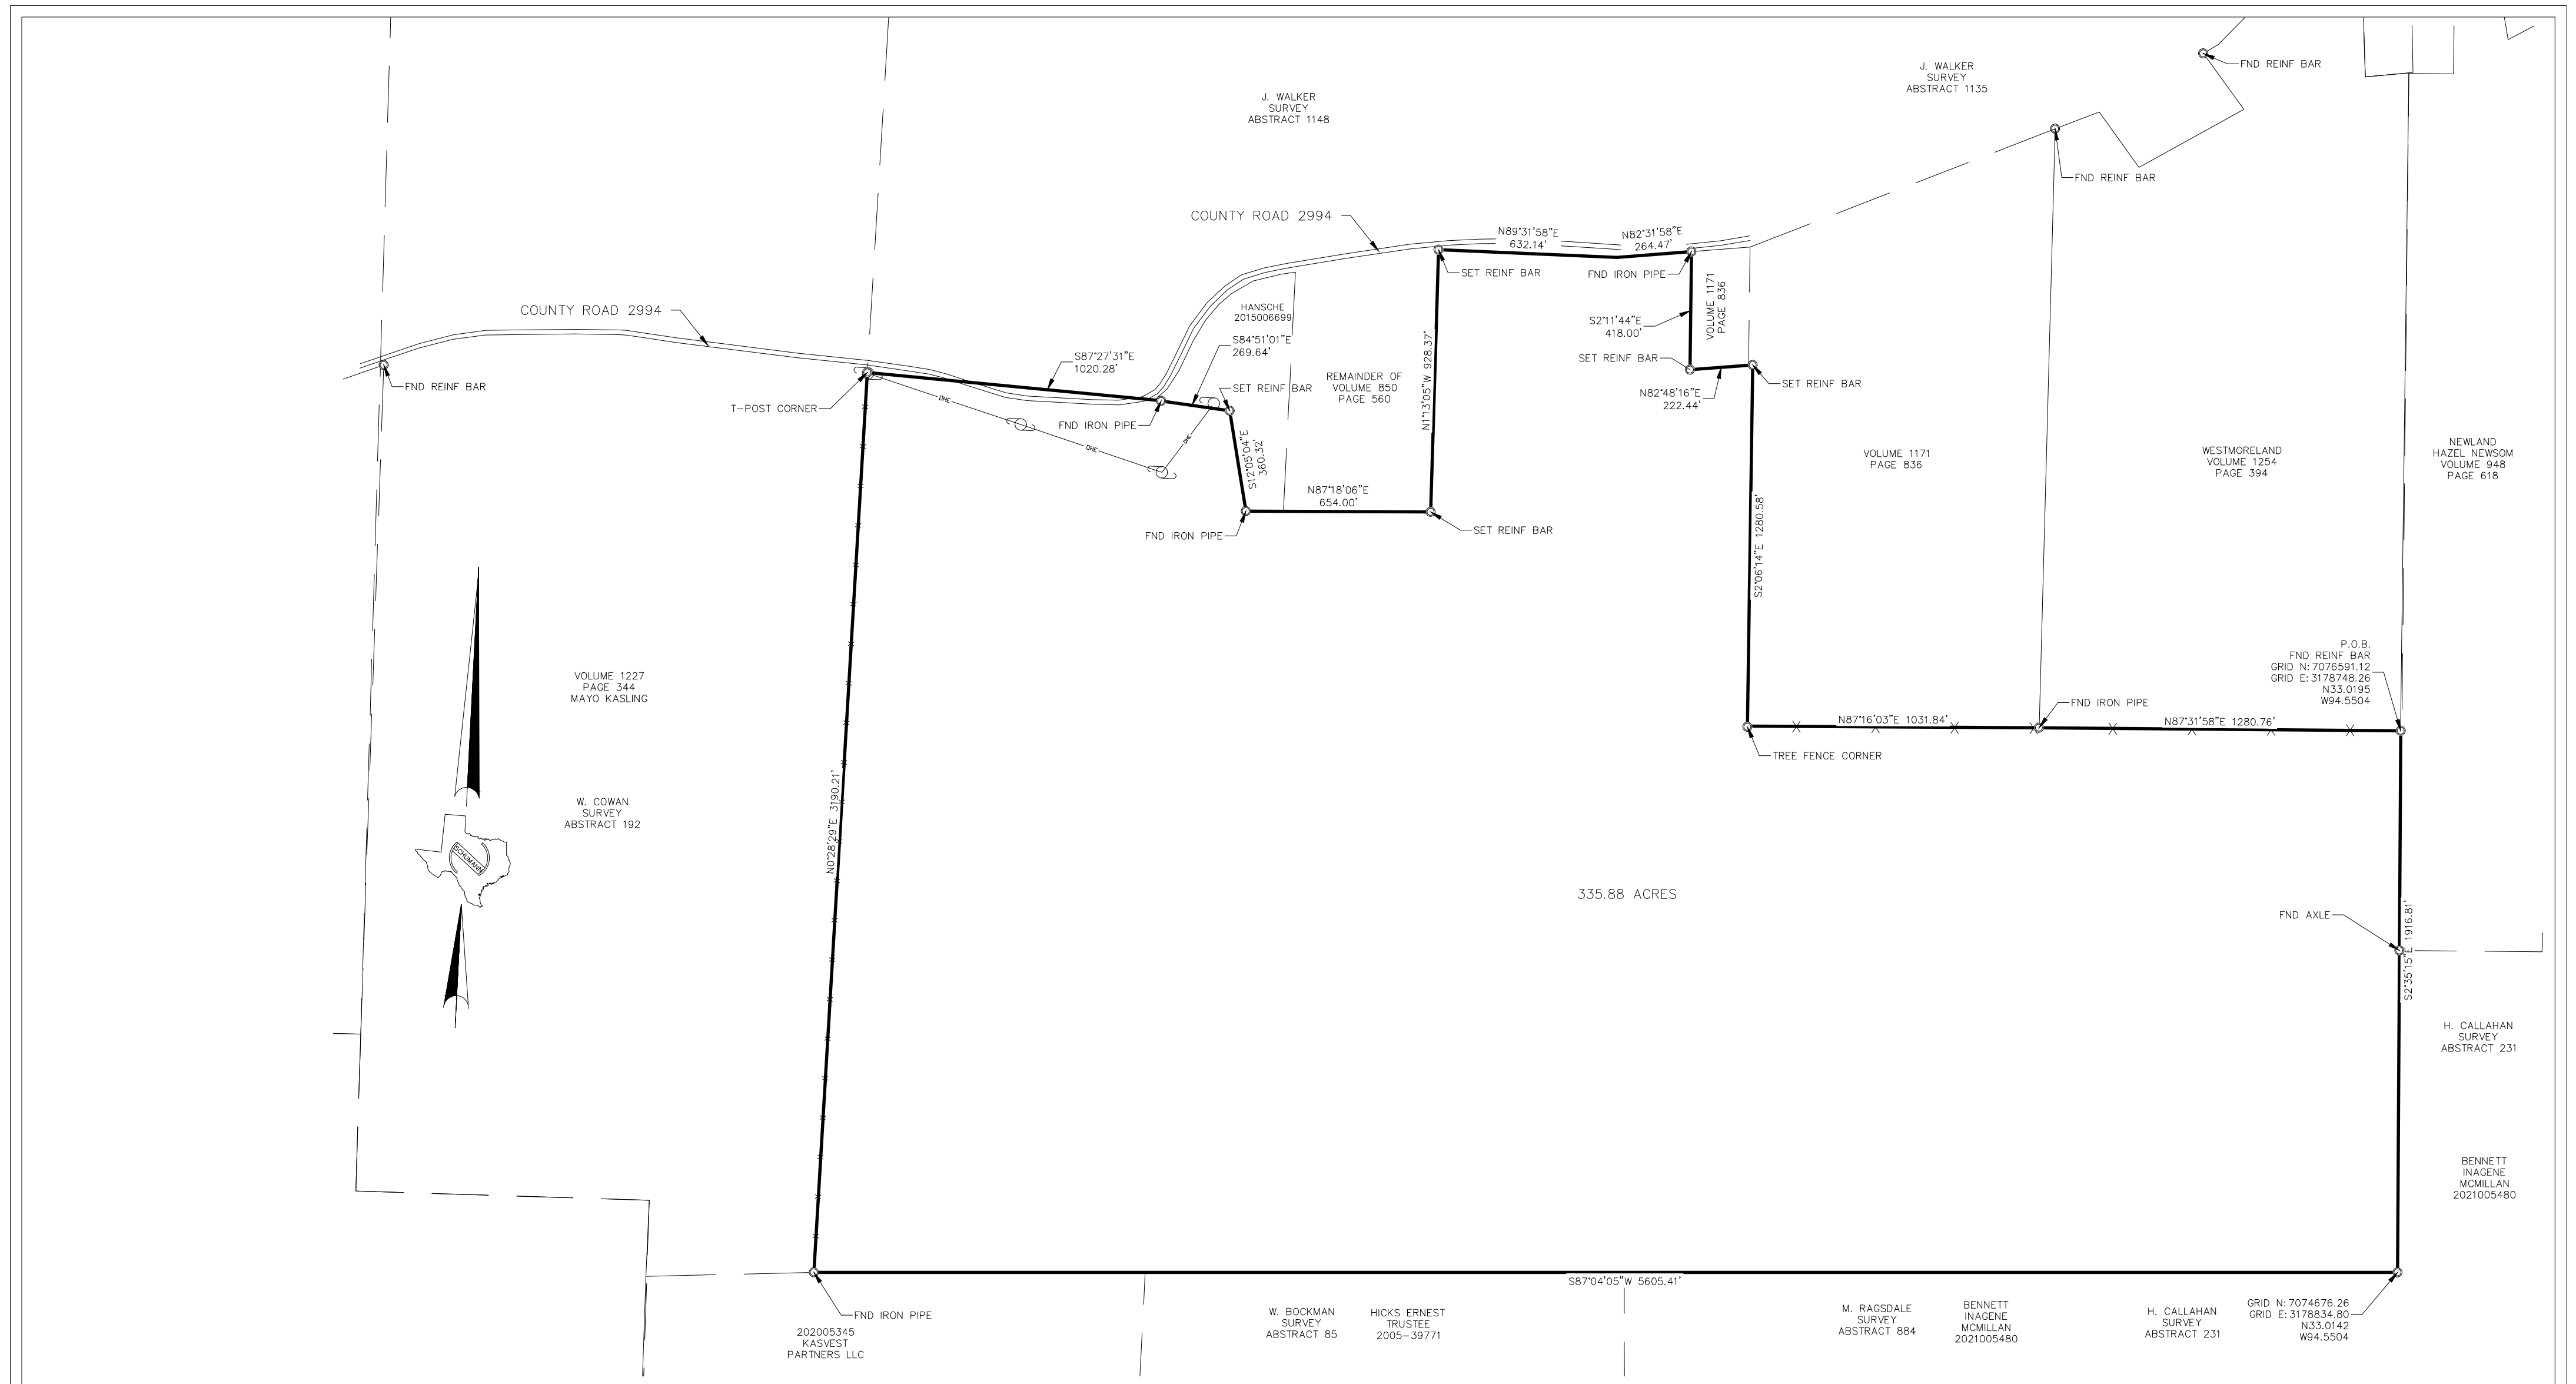 J. WALKER
SURVEY
ABSTRACT 1148
J. WALKER
SURVEY
ABSTRACT 1135
FND REINF BAR
FND REINF BAR
COUNTY ROAD 2994
N89°31'58"E
632.14'
N82°31'58"E
264.47'
SET REINF BAR
FND IRON PIPE
VOLUME 1171
PAGE 836
COUNTY ROAD 2994
HANSCHE
2015006699
S84°51'01"E
269.64'
S2°11'44"E
418.00'
SET REINF BAR
SET REINF BAR
N82°48'16"E
222.44'
FND REINF BAR
S87°27'31"E
1020.28'
T-POST CORNER
OHE
OHE
OHE
FND IRON PIPE
SET REINF BAR
REMAINDER OF
VOLUME 850
PAGE 560
N1°13'05"W 928.37'
S12°05'04"E
360.32'
N87°18'06"E
654.00'
FND IRON PIPE
SET REINF BAR
S2°06'14"E 1280.58'
VOLUME 1171
PAGE 836
WESTMORELAND
VOLUME 1254
PAGE 394
NEWLAND
HAZEL NEWSOM
VOLUME 948
PAGE 618
P.O.B.
FND REINF BAR
GRID N: 7076591.12
GRID E: 3178748.26
N33.0195
W94.5504
FND IRON PIPE
N87°16'03"E 1031.84'
N87°31'58"E 1280.76'
TREE FENCE CORNER
VOLUME 1227
PAGE 344
MAYO KASLING
W. COWAN
SURVEY
ABSTRACT 192
SCHUMANN
N0°28'29"E 3190.21'
335.88 ACRES
FND AXLE
S2°35'15"E 1916.81'
H. CALLAHAN
SURVEY
ABSTRACT 231
BENNETT
INAGENE
MCMILLAN
2021005480
S87°04'05"W 5605.41'
FND IRON PIPE
202005345
KASVEST
PARTNERS LLC
W. BOCKMAN
SURVEY
ABSTRACT 85
HICKS ERNEST
TRUSTEE
2005-39771
M. RAGSDALE
SURVEY
ABSTRACT 884
BENNETT
INAGENE
MCMILLAN
2021005480
H. CALLAHAN
SURVEY
ABSTRACT 231
GRID N: 7074676.26
GRID E: 3178834.80
N33.0142
W94.5504